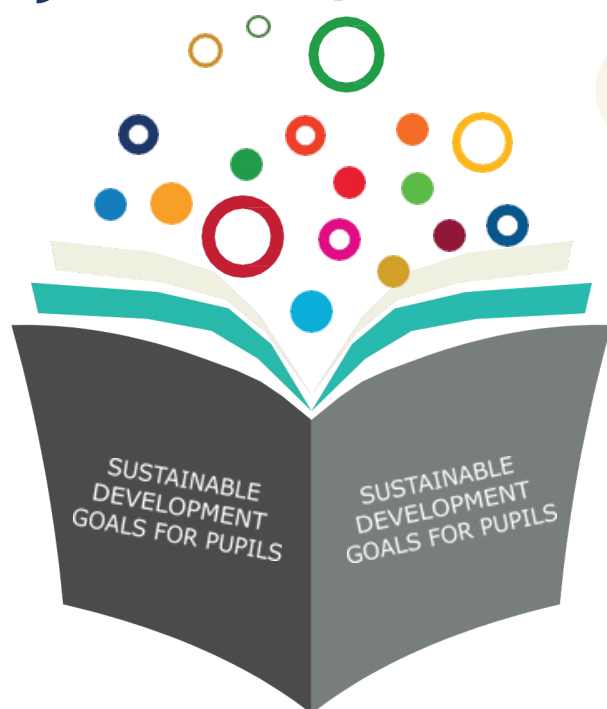 SUSTAINABLE
DEVELOPMENT
GOALS FOR PUPILS
SUSTAINABLE
DEVELOPMENT
GOALS FOR PUPILS